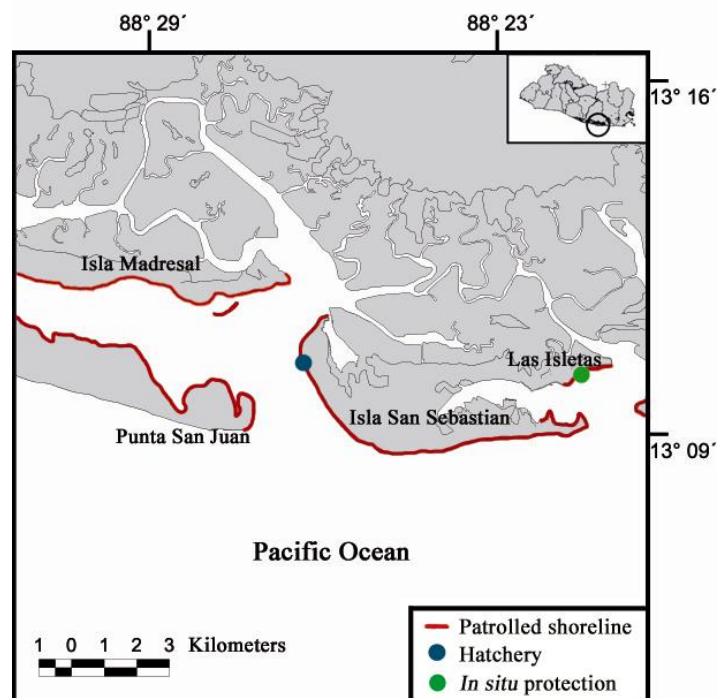 88° 29´ 88° 23´
13° 16´
Isla Madresal
Las Isletas
Isla San Sebastian
Punta San Juan
13° 09´
Pacific Ocean
1 0 1 2 3 Kilometers
Patrolled shoreline
Hatchery
In situ protection